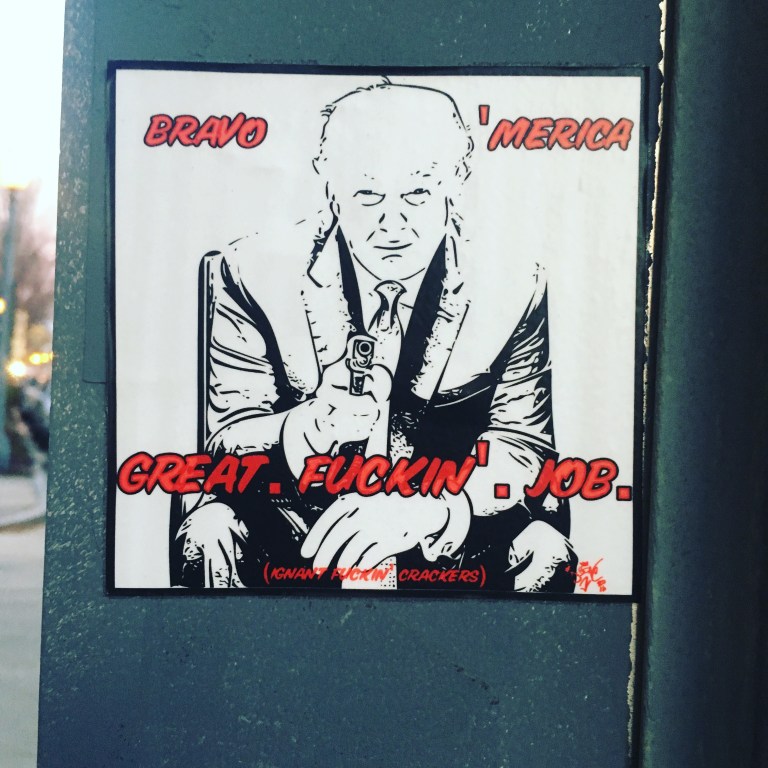 BRAVO 'MERICA
GREAT. FUCKIN'. JOB.
(IGNANT FUCKIN' CRACKERS)